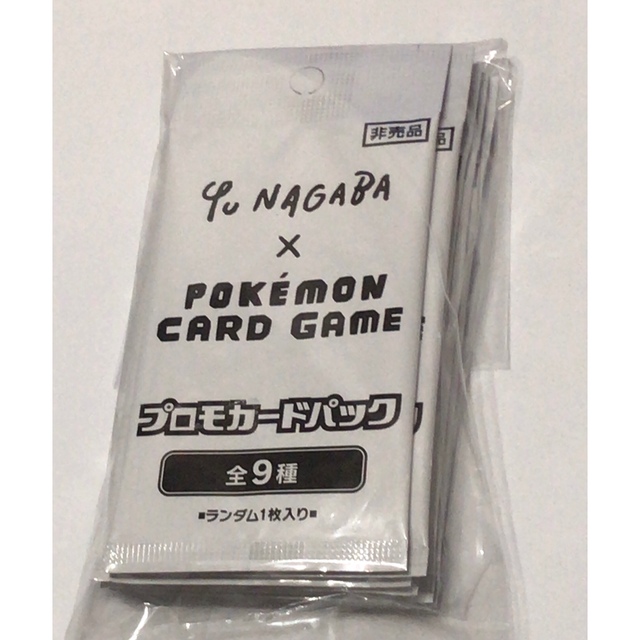 非売品
品
Yu NAGABA
×
POKÉMON
CARD GAME
プロモカードパック
全9種
■ランダム1枚入り■